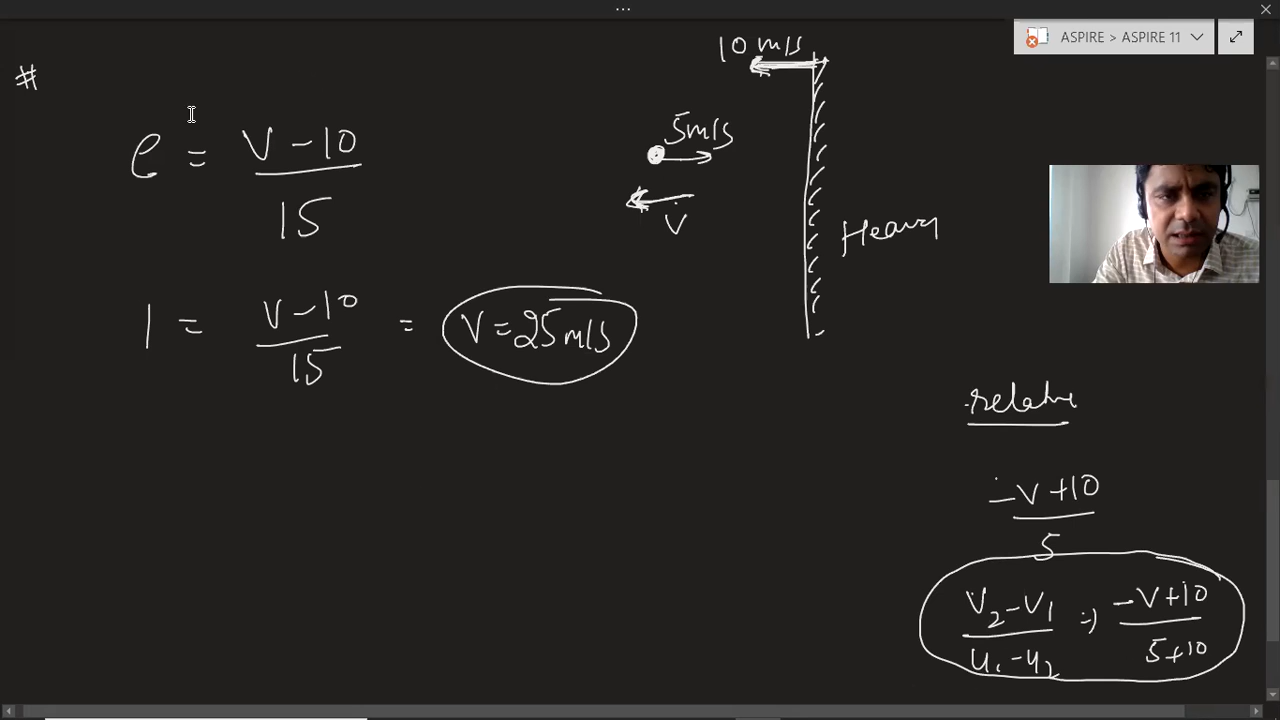 ...
ASPIRE > ASPIRE 11
#
10 m/s
5m/s
e = V - 10 / 15
V
Heavy
1 = V - 10 / 15 = V = 25 m/s
relative
-V + 10 / 5
V2 - V1 / u1 - u2 => -V + 10 / 5 + 10